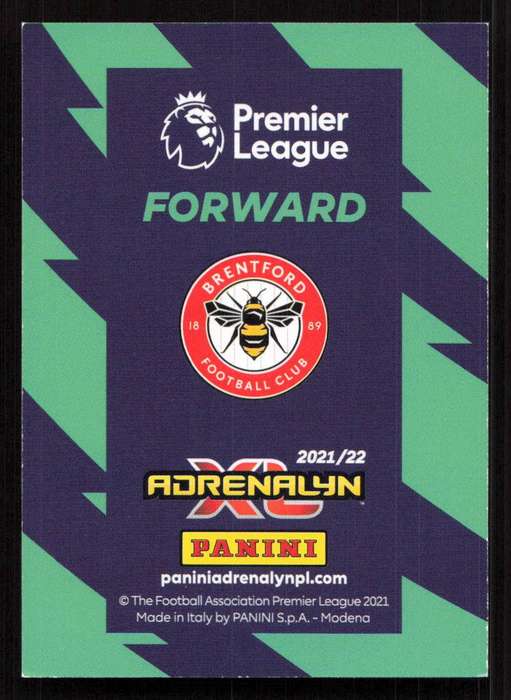 Premier
League
FORWARD
BRENTFORD
18 89
FOOTBALL CLUB
2021/22
ADRENALYN XL
PANINI
paniniadrenalynpl.com
© The Football Association Premier League 2021
Made in Italy by PANINI S.p.A. - Modena